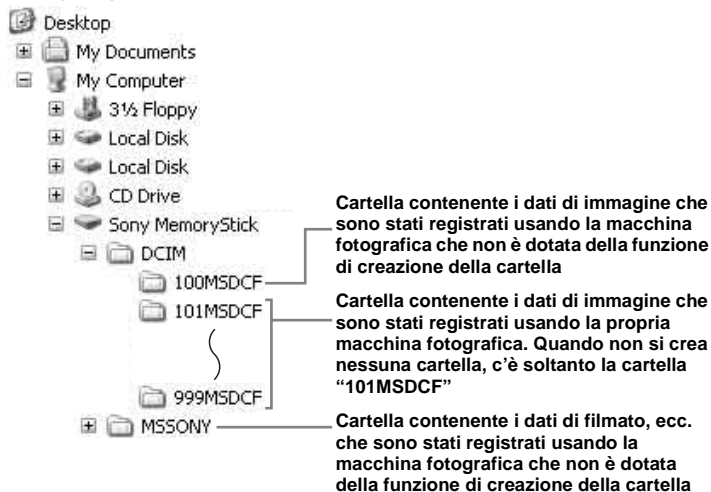 Desktop
My Documents
My Computer
3½ Floppy
Local Disk
Local Disk
CD Drive
Sony MemoryStick
DCIM
100MSDCF
101MSDCF
999MSDCF
MSSONY
Cartella contenente i dati di immagine che
sono stati registrati usando la macchina
fotografica che non è dotata della funzione
di creazione della cartella
Cartella contenente i dati di immagine che
sono stati registrati usando la propria
macchina fotografica. Quando non si crea
nessuna cartella, c’è soltanto la cartella
“101MSDCF”
Cartella contenente i dati di filmato, ecc.
che sono stati registrati usando la
macchina fotografica che non è dotata
della funzione di creazione della cartella